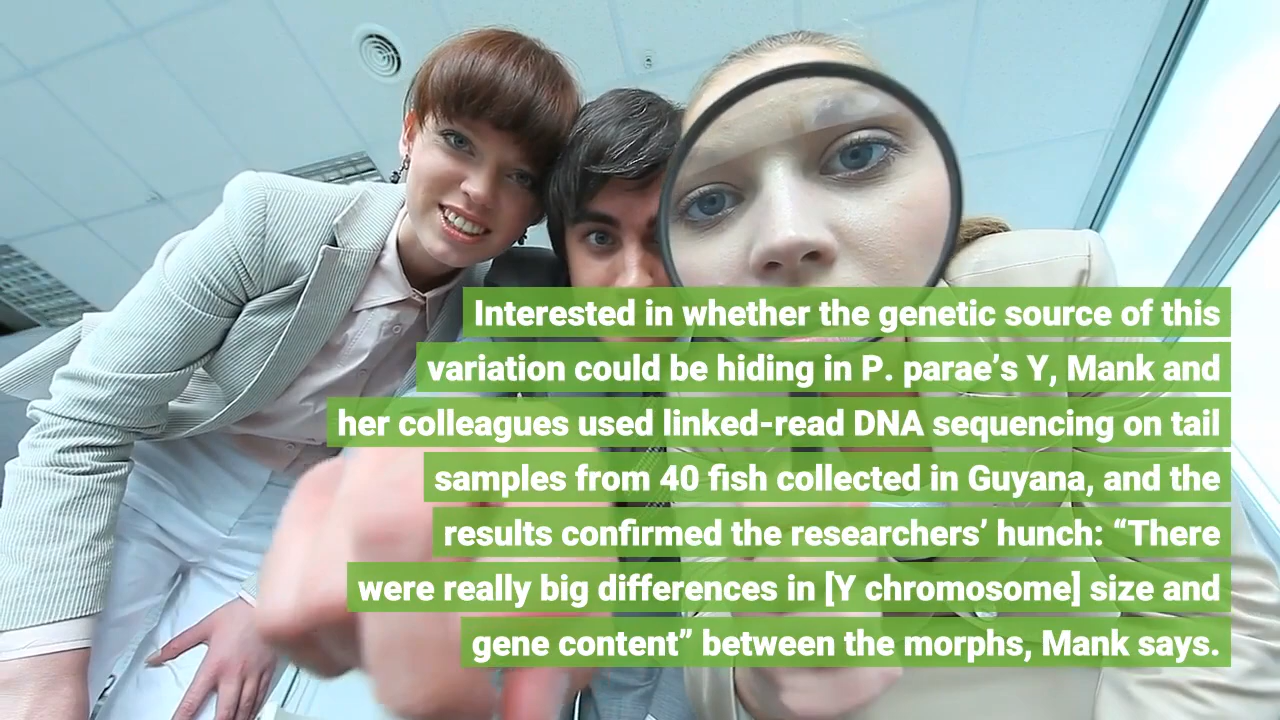 Interested in whether the genetic source of this
variation could be hiding in P. parae’s Y, Mank and
her colleagues used linked-read DNA sequencing on tail
samples from 40 fish collected in Guyana, and the
results confirmed the researchers’ hunch: “There
were really big differences in [Y chromosome] size and
gene content” between the morphs, Mank says.